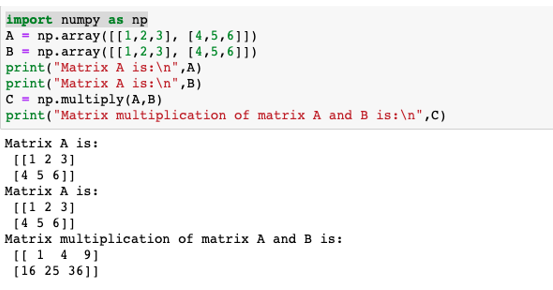 import numpy as np
A = np.array([[1,2,3], [4,5,6]])
B = np.array([[1,2,3], [4,5,6]])
print("Matrix A is:\n",A)
print("Matrix A is:\n",B)
C = np.multiply(A,B)
print("Matrix multiplication of matrix A and B is:\n",C)
Matrix A is:
 [[1 2 3]
 [4 5 6]]
Matrix A is:
 [[1 2 3]
 [4 5 6]]
Matrix multiplication of matrix A and B is:
 [[ 1  4  9]
 [16 25 36]]